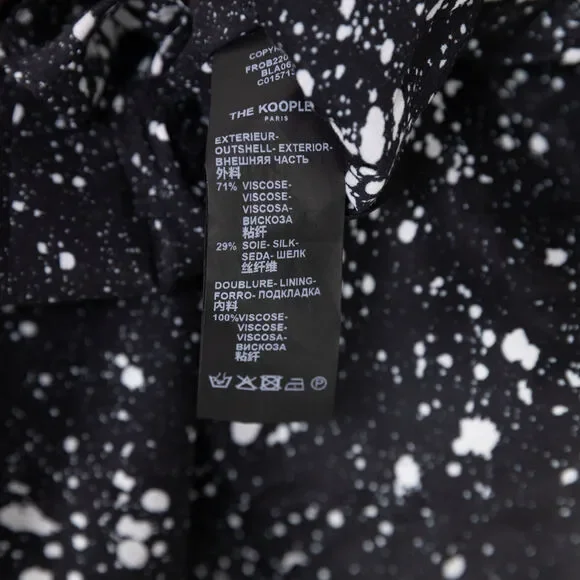 FROB220
BLA06
C01571
THE KOOPLE
PARIS
EXTERIEUR-
OUTSHELL- EXTERIOR-
ВНЕШНЯЯ ЧАСТЬ
外料
71% VISCOSE-
VISCOSE-
VISCOSA-
ВИСКОЗА
粘纤
29% SOIE- SILK-
SEDA- ШЕЛК
丝纤维
DOUBLURE- LINING-
FORRO- ПОДКЛАДКА
内料
100%VISCOSE-
VISCOSE-
VISCOSA-
ВИСКОЗА
粘纤
P